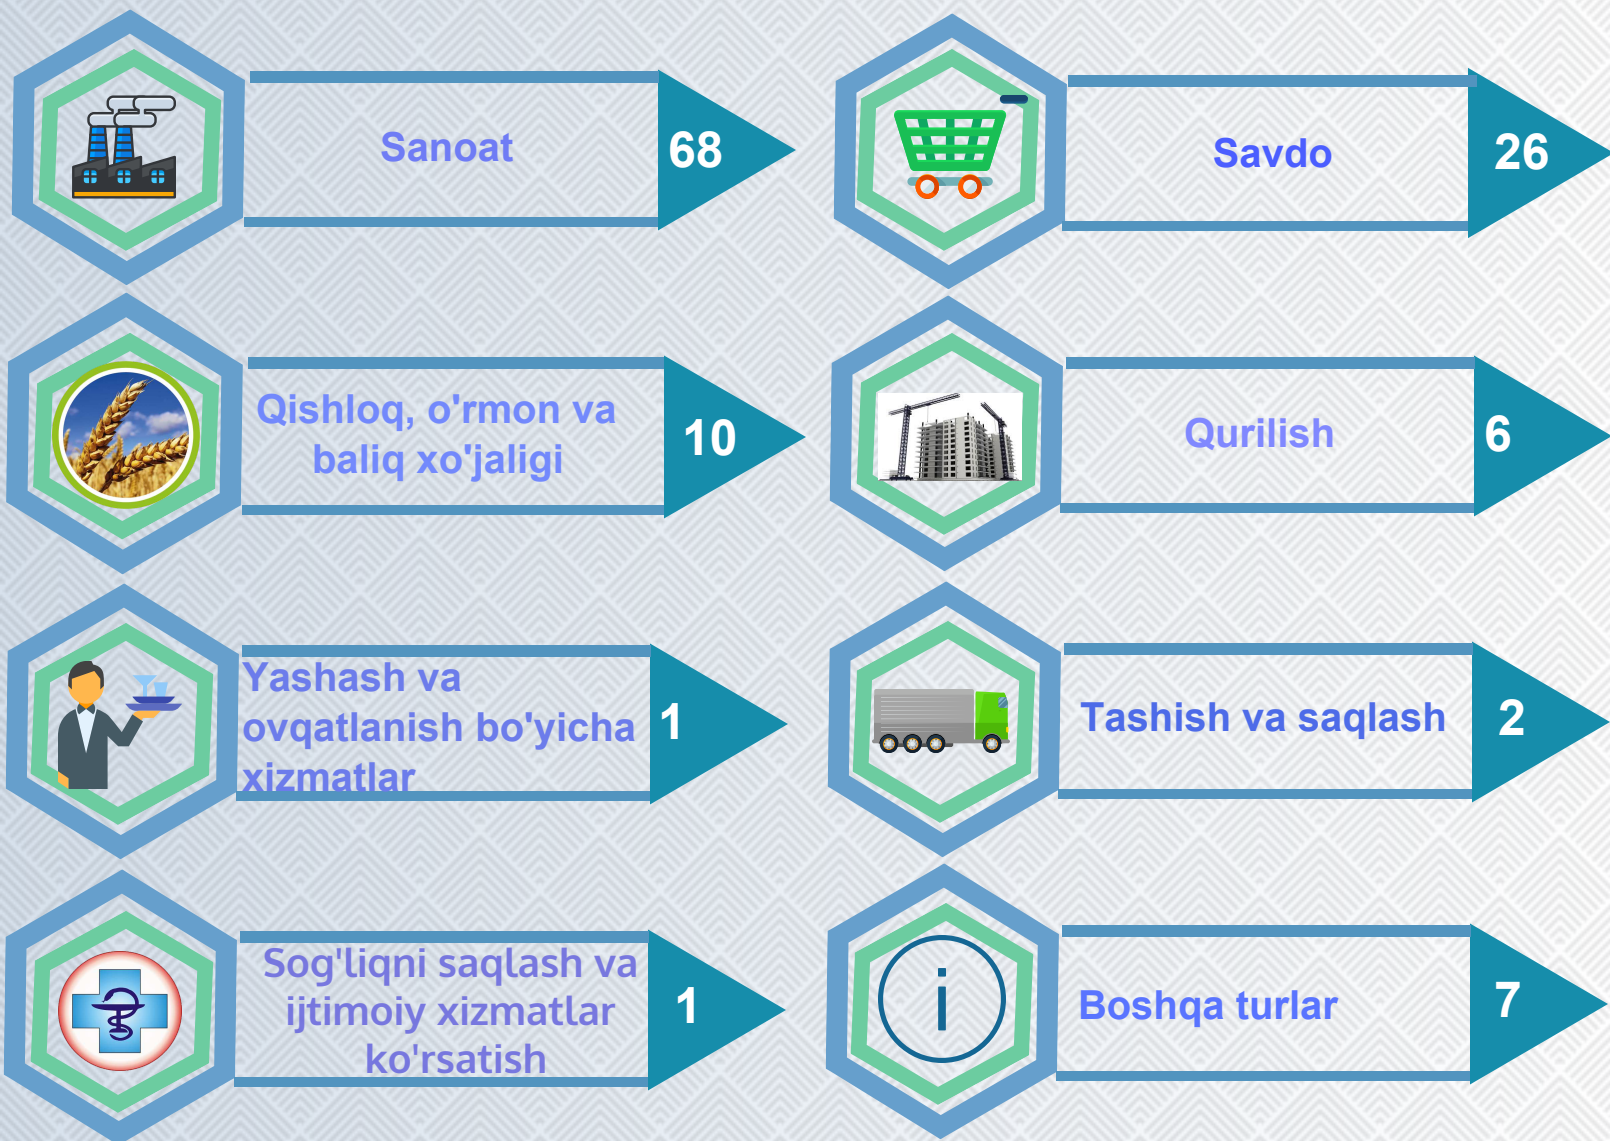 Sanoat
68
Savdo
26
Qishloq, o'rmon va
baliq xo'jaligi
10
Qurilish
6
Yashash va
ovqatlanish bo'yicha
xizmatlar
1
Tashish va saqlash
2
Sog'liqni saqlash va
ijtimoiy xizmatlar
ko'rsatish
1
i
Boshqa turlar
7